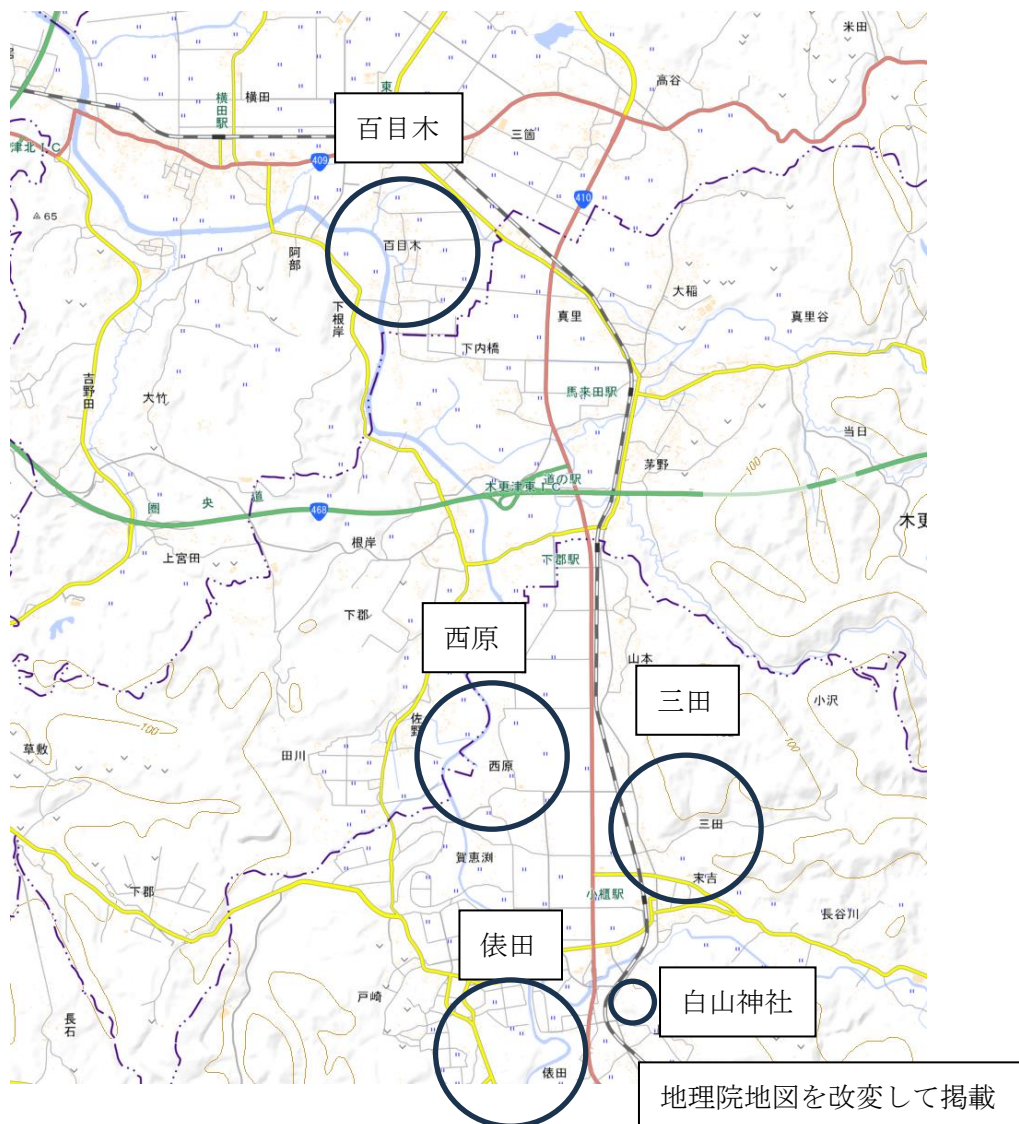 米田
東
高谷
横田
横田駅
百目木
三箇
津北IC
409
410
65
百目木
阿部
大稲
下根岸
真里
真里谷
下内橋
吉野田
大竹
馬来田駅
当日
100
茅野
道の駅
木更津東IC
圏央道
468
木更
根岸
上宮田
下郡駅
下郡
西原
山本
三田
小沢
佐野
100
草敷
100
田川
西原
三田
賀恵渕
末吉
下郡
小櫃駅
長谷川
俵田
戸崎
白山神社
長石
俵田
地理院地図を改変して掲載